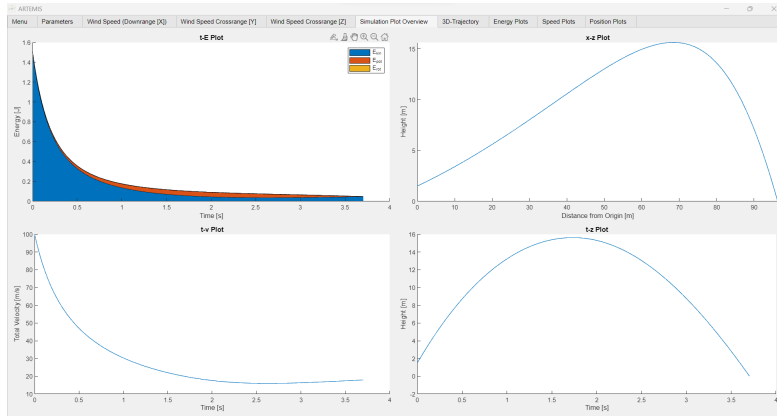 ARTEMIS
Menu Parameters Wind Speed (Downrange [X]) Wind Speed Crossrange [Y] Wind Speed Crossrange [Z] Simulation Plot Overview 3D-Trajectory Energy Plots Speed Plots Position Plots
t-E Plot
1.6
1.4
1.2
1
0.8
0.6
0.4
0.2
0
Energy [J]
0 0.5 1 1.5 2 2.5 3 3.5 4
Time [s]
x-z Plot
15
10
5
0
Height [m]
0 10 20 30 40 50 60 70 80 90
Distance from Origin [m]
t-v Plot
100
90
80
70
60
50
40
30
20
10
Total Velocity [m/s]
0 0.5 1 1.5 2 2.5 3 3.5 4
Time [s]
t-z Plot
16
14
12
10
8
6
4
2
0
-2
Height [m]
0 0.5 1 1.5 2 2.5 3 3.5 4
Time [s]